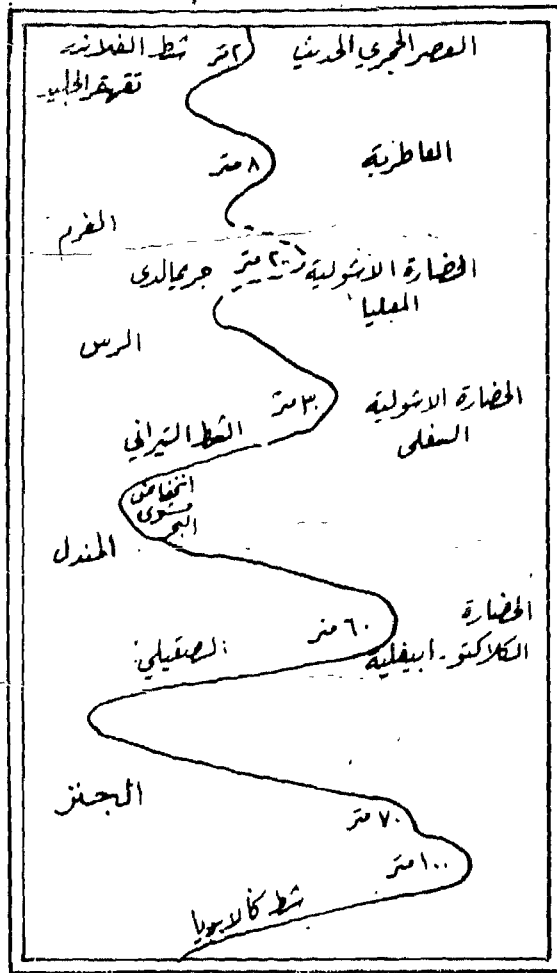 العصر الحجري الحديث
٢ متر شط الفلاندر
تقهقر الجليد
العاطرية
٨ متر
الفرم
الحضارة الاشولية
العليا
متر
جريمالدى
الرس
الحضارة الاشولية
السفلى
٣٠ متر
الشط التيراني
انخفاض
مستوى
البحر
المندل
الحضارة
الكلاكتو - ابيفلية
٦٠ متر
الصقيلي
الجنز
٧٠ متر
١٠٠ متر
شط كالابريا